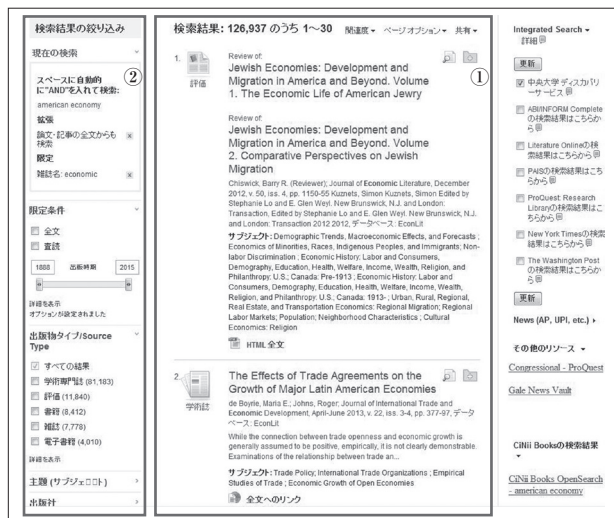 検索結果の絞り込み
現在の検索
②
スペースに自動的
に"AND"を入れて検索:
american economy
拡張
論文・記事の全文からも
検索
限定
雑誌名: economic
限定条件
全文
査読
1888 出版時期 2015
詳細を表示
オプションが設定されました
出版物タイプ/Source
Type
すべての結果
学術専門誌 (81,183)
評価 (11,840)
書籍 (8,412)
雑誌 (7,778)
電子書籍 (4,010)
詳細を表示
主題 (サブジェ□□ト)
出版社
検索結果: 126,937 のうち 1～30 関連度 ページオプション 共有
①
1.
評価
Review of:
Jewish Economies: Development and
Migration in America and Beyond. Volume
1. The Economic Life of American Jewry
Review of:
Jewish Economies: Development and
Migration in America and Beyond. Volume
2. Comparative Perspectives on Jewish
Migration
Chiswick, Barry R. (Reviewer); Journal of Economic Literature, December
2012, v. 50, iss. 4, pp. 1150-55 Kuznets, Simon Kuznets, Simon Edited by
Stephanie Lo and E. Glen Weyl. New Brunswick, N.J. and London:
Transaction, Edited by Stephanie Lo and E. Glen Weyl. New Brunswick, N.J.
and London: Transaction 2012 2012, データベース: EconLit
サブジェクト: Demographic Trends, Macroeconomic Effects, and Forecasts ;
Economics of Minorities, Races, Indigenous Peoples, and Immigrants; Non-
labor Discrimination ; Economic History: Labor and Consumers,
Demography, Education, Health, Welfare, Income, Wealth, Religion, and
Philanthropy: U.S.; Canada: Pre-1913 ; Economic History: Labor and
Consumers, Demography, Education, Health, Welfare, Income, Wealth,
Religion, and Philanthropy: U.S.; Canada: 1913- ; Urban, Rural, Regional,
Real Estate, and Transportation Economics: Regional Migration; Regional
Labor Markets; Population; Neighborhood Characteristics ; Cultural
Economics: Religion
HTML 全文
2.
学術誌
The Effects of Trade Agreements on the
Growth of Major Latin American Economies
de Boyrie, Maria E.; Johns, Roger; Journal of International Trade and
Economic Development, April-June 2013, v. 22, iss. 3-4, pp. 377-97, データ
ベース: EconLit
While the connection between trade openness and economic growth is
generally assumed to be positive, empirically, it is not clearly demonstrable.
Examinations of the relationship between trade an...
サブジェクト: Trade Policy; International Trade Organizations ; Empirical
Studies of Trade ; Economic Growth of Open Economies
全文へのリンク
Integrated Search
詳細
更新
中央大学 ディスカバリ
ーサービス
ABI/INFORM Complete
の検索結果はこちらか
ら
Literature Onlineの検
索結果はこちらから
PAISの検索結果はこち
らから
ProQuest Research
Libraryの検索結果はこ
ちらから
New York Timesの検索
結果はこちらから
The Washington Post
の検索結果はこちらか
ら
更新
News (AP, UPI, etc.)
その他のリソース
Congressional - ProQuest
Gale News Vault
CiNii Booksの検索結果
CiNii Books OpenSearch
- american economy